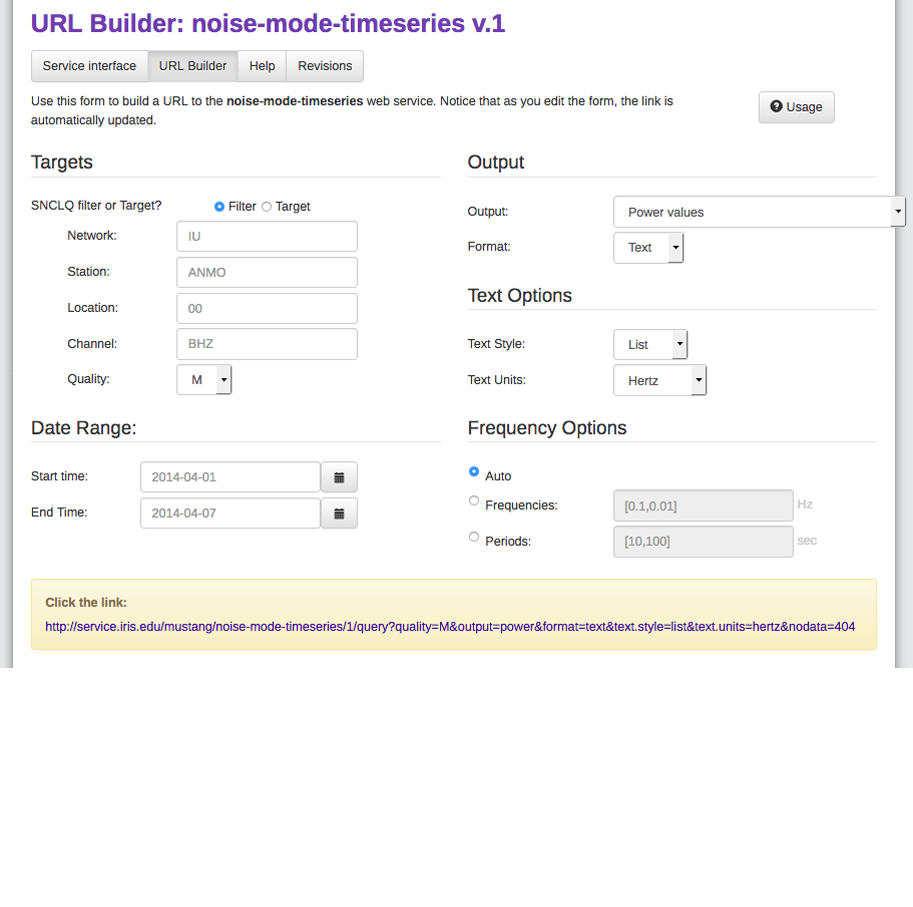 URL Builder: noise-mode-timeseries v.1
Service interface URL Builder Help Revisions
Use this form to build a URL to the noise-mode-timeseries web service. Notice that as you edit the form, the link is
automatically updated.
Usage
Targets
SNCLQ filter or Target? Filter Target
Network: IU
Station: ANMO
Location: 00
Channel: BHZ
Quality: M
Date Range:
Start time: 2014-04-01
End Time: 2014-04-07
Output
Output: Power values
Format: Text
Text Options
Text Style: List
Text Units: Hertz
Frequency Options
Auto
Frequencies: [0.1,0.01] Hz
Periods: [10,100] sec
Click the link:
http://service.iris.edu/mustang/noise-mode-timeseries/1/query?quality=M&output=power&format=text&text.style=list&text.units=hertz&nodata=404